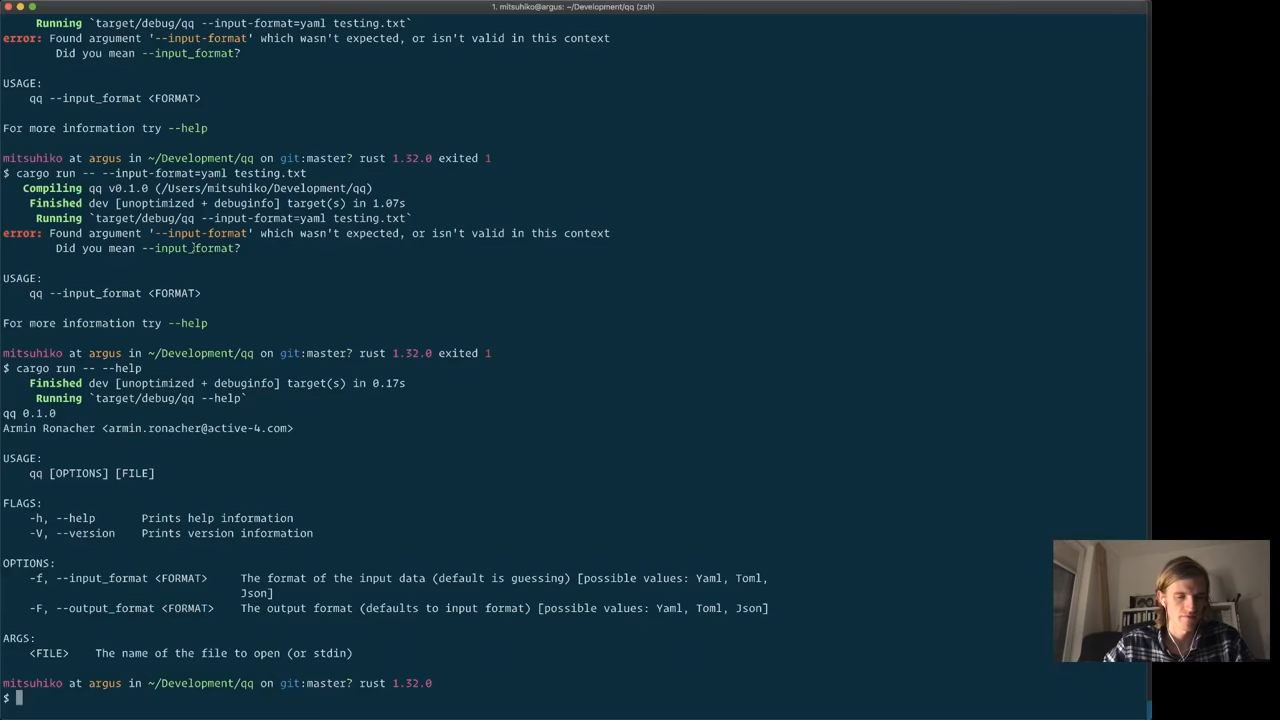 1. mitsuhiko@argus: ~/Development/qq (zsh)
Running `target/debug/qq --input-format=yaml testing.txt`
error: Found argument '--input-format' which wasn't expected, or isn't valid in this context
Did you mean --input_format?
USAGE:
qq --input_format <FORMAT>
For more information try --help
mitsuhiko at argus in ~/Development/qq on git:master? rust 1.32.0 exited 1
$ cargo run -- --input-format=yaml testing.txt
Compiling qq v0.1.0 (/Users/mitsuhiko/Development/qq)
Finished dev [unoptimized + debuginfo] target(s) in 1.07s
Running `target/debug/qq --input-format=yaml testing.txt`
error: Found argument '--input-format' which wasn't expected, or isn't valid in this context
Did you mean --input_format?
USAGE:
qq --input_format <FORMAT>
For more information try --help
mitsuhiko at argus in ~/Development/qq on git:master? rust 1.32.0 exited 1
$ cargo run -- --help
Finished dev [unoptimized + debuginfo] target(s) in 0.17s
Running `target/debug/qq --help`
qq 0.1.0
Armin Ronacher <armin.ronacher@active-4.com>
USAGE:
qq [OPTIONS] [FILE]
FLAGS:
-h, --help Prints help information
-V, --version Prints version information
OPTIONS:
-f, --input_format <FORMAT> The format of the input data (default is guessing) [possible values: Yaml, Toml,
Json]
-F, --output_format <FORMAT> The output format (defaults to input format) [possible values: Yaml, Toml, Json]
ARGS:
<FILE> The name of the file to open (or stdin)
mitsuhiko at argus in ~/Development/qq on git:master? rust 1.32.0
$